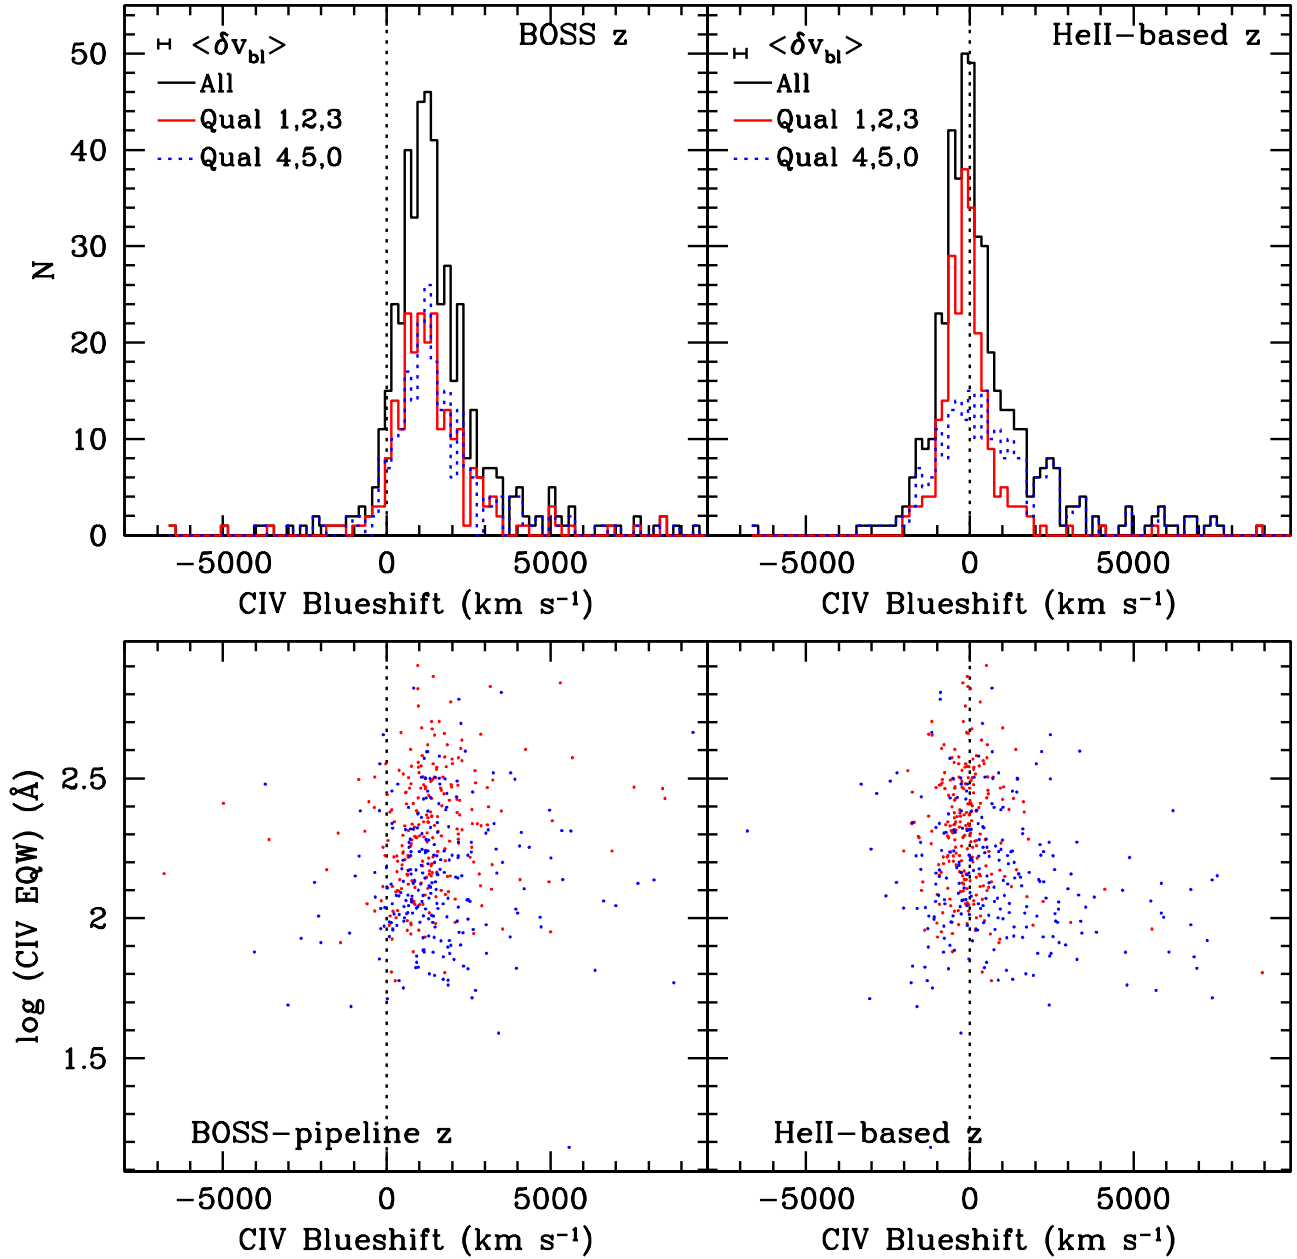 BOSS z
<δv_bl>
All
Qual 1,2,3
Qual 4,5,0
HeII-based z
<δv_bl>
All
Qual 1,2,3
Qual 4,5,0
N
50
40
30
20
10
0
-5000 0 5000
-5000 0 5000
CIV Blueshift (km s⁻¹)
CIV Blueshift (km s⁻¹)
log (CIV EQW) (Å)
2.5
2
1.5
BOSS-pipeline z
HeII-based z
-5000 0 5000
-5000 0 5000
CIV Blueshift (km s⁻¹)
CIV Blueshift (km s⁻¹)